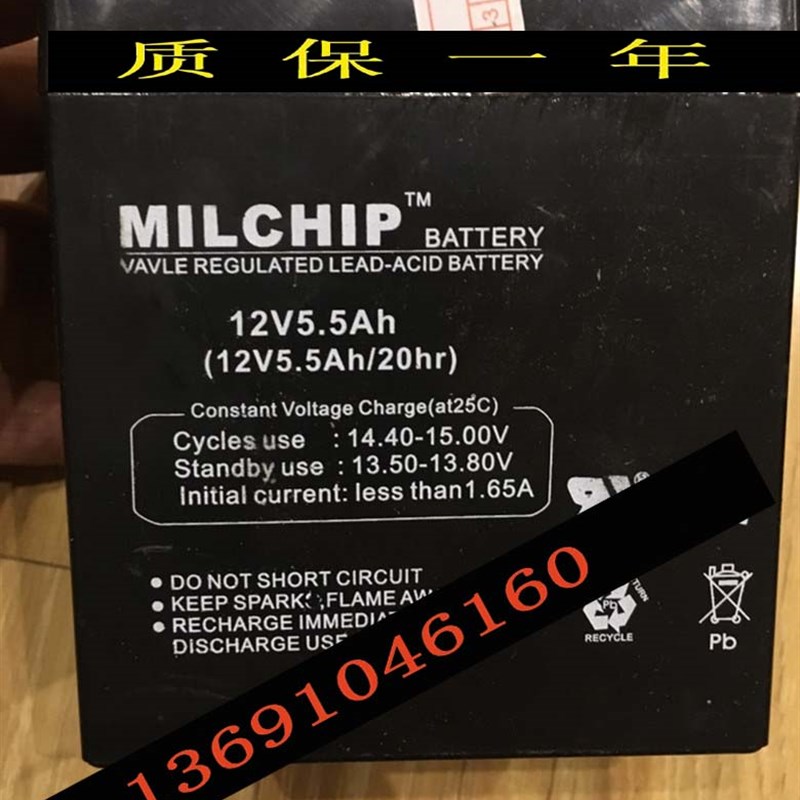 3
质保一年
MILCHIP™ BATTERY
VAVLE REGULATED LEAD-ACID BATTERY
12V5.5Ah
(12V5.5Ah/20hr)
Constant Voltage Charge(at25C)
Cycles use : 14.40-15.00V
Standby use : 13.50-13.80V
Initial current: less than1.65A
● DO NOT SHORT CIRCUIT
● KEEP SPARKS,FLAME
● RECHARGE
DISCHARGE USE
RECYCLE
Pb
Pb
13691046160